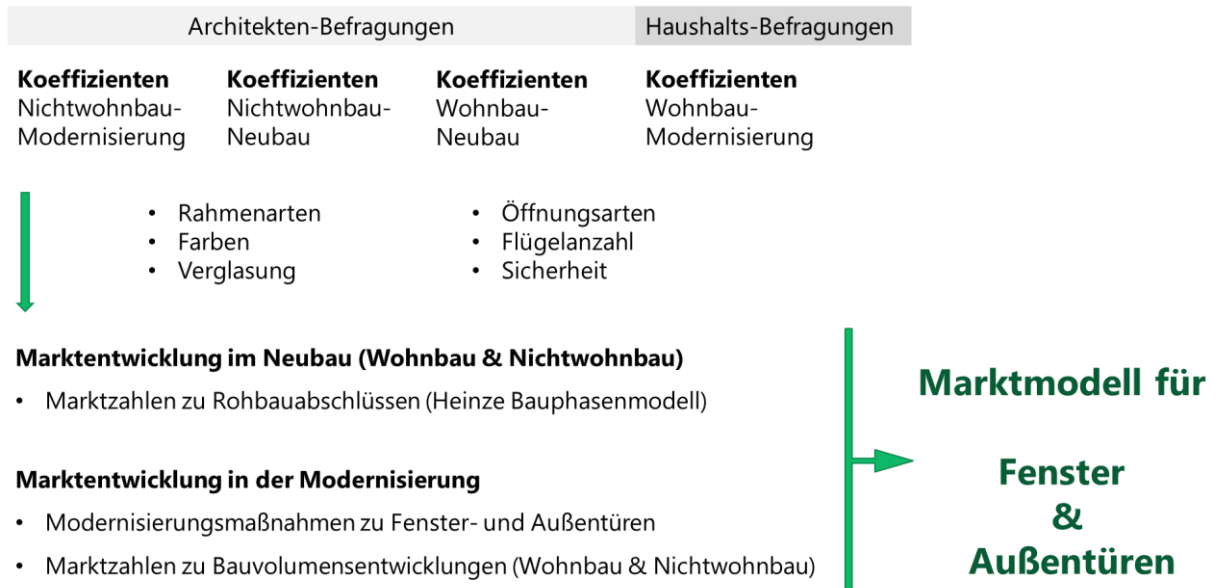 Architekten-Befragungen
Haushalts-Befragungen
Koeffizienten
Nichtwohnbau-
Modernisierung
Koeffizienten
Nichtwohnbau-
Neubau
Koeffizienten
Wohnbau-
Neubau
Koeffizienten
Wohnbau-
Modernisierung
• Rahmenarten
• Farben
• Verglasung
• Öffnungsarten
• Flügelanzahl
• Sicherheit
Marktentwicklung im Neubau (Wohnbau & Nichtwohnbau)
• Marktzahlen zu Rohbauabschlüssen (Heinze Bauphasenmodell)
Marktentwicklung in der Modernisierung
• Modernisierungsmaßnahmen zu Fenster- und Außentüren
• Marktzahlen zu Bauvolumensentwicklungen (Wohnbau & Nichtwohnbau)
Marktmodell für
Fenster
&
Außentüren